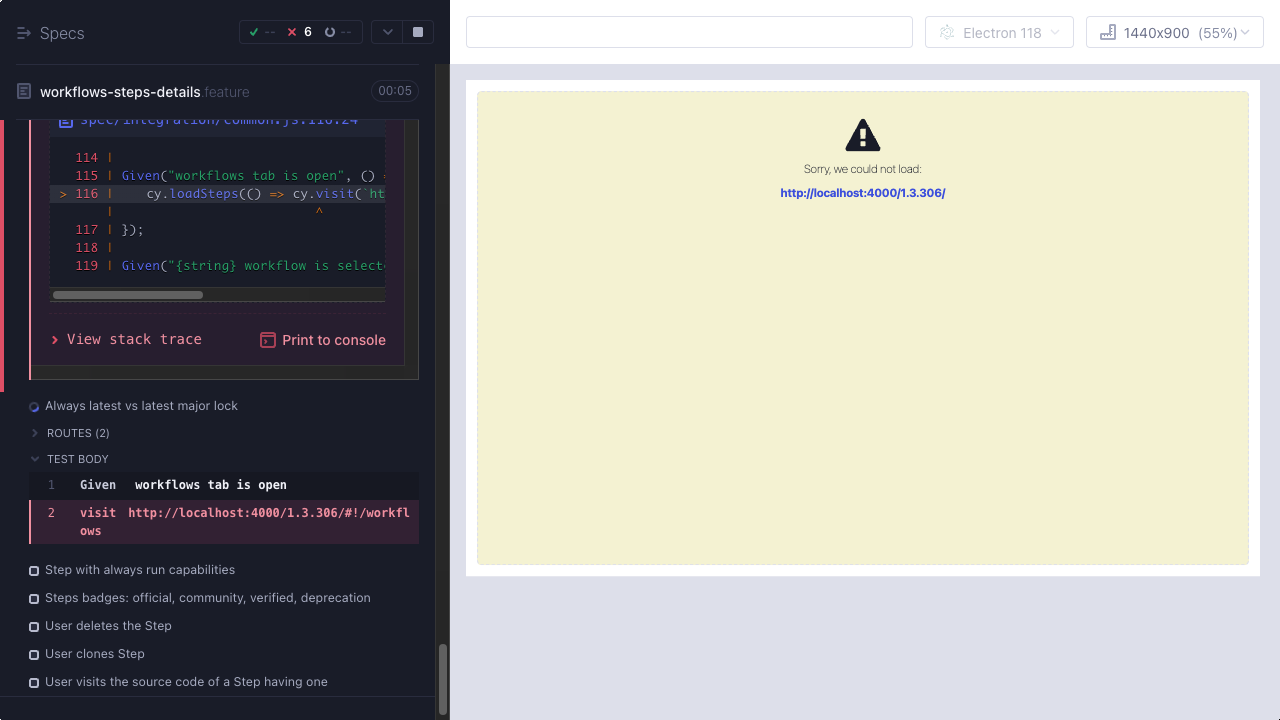 Specs
-- 6 --
workflows-steps-details.feature
00:05
spec/integration/common.js:116:24
114 |
115 | Given("workflows tab is open", () =
> 116 |   cy.loadSteps(() => cy.visit(`ht
|                         ^
117 | });
118 |
119 | Given("{string} workflow is select
View stack trace
Print to console
Always latest vs latest major lock
ROUTES (2)
TEST BODY
1 Given workflows tab is open
2 visit http://localhost:4000/1.3.306/#!/workfl
ows
Step with always run capabilities
Steps badges: official, community, verified, deprecation
User deletes the Step
User clones Step
User visits the source code of a Step having one
Electron 118
1440x900 (55%)
Sorry, we could not load:
http://localhost:4000/1.3.306/